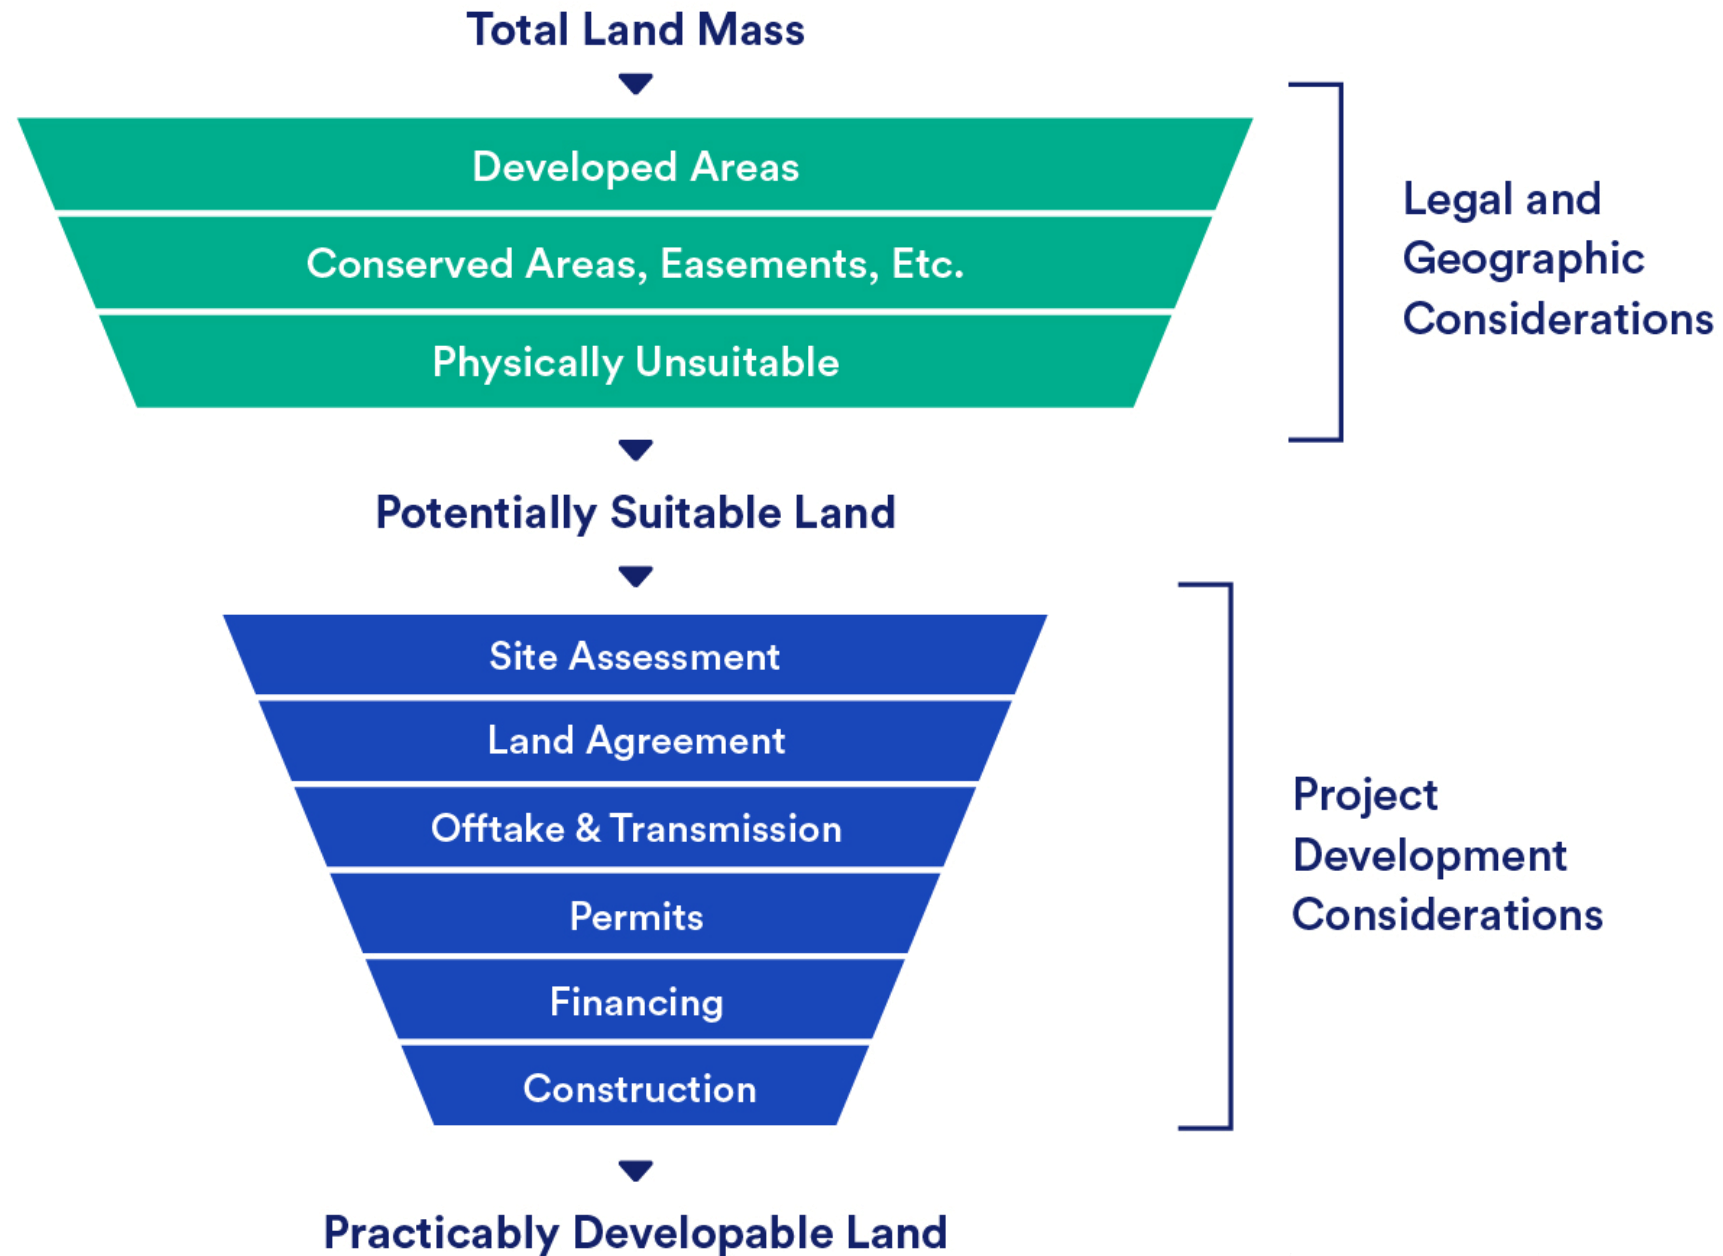 Total Land Mass
Developed Areas
Conserved Areas, Easements, Etc.
Physically Unsuitable
Legal and
Geographic
Considerations
Potentially Suitable Land
Site Assessment
Land Agreement
Offtake & Transmission
Permits
Financing
Construction
Project
Development
Considerations
Practicably Developable Land